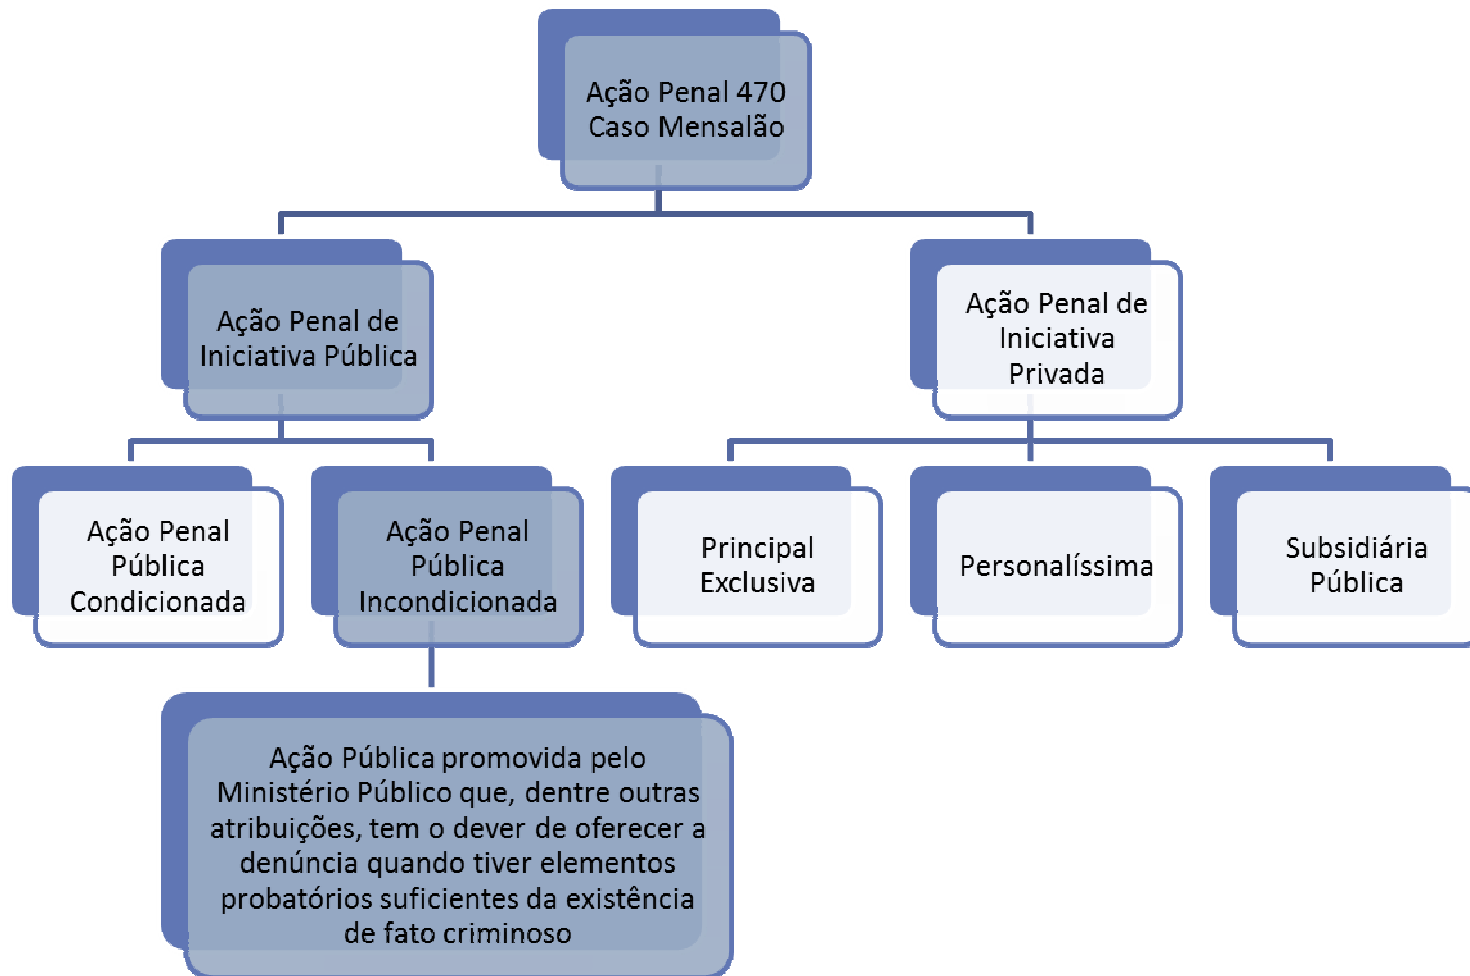 Ação Penal 470
Caso Mensalão
Ação Penal de
Iniciativa Pública
Ação Penal de
Iniciativa
Privada
Ação Penal
Pública
Condicionada
Ação Penal
Pública
Incondicionada
Principal
Exclusiva
Personalíssima
Subsidiária
Pública
Ação Pública promovida pelo
Ministério Público que, dentre outras
atribuições, tem o dever de oferecer a
denúncia quando tiver elementos
probatórios suficientes da existência
de fato criminoso